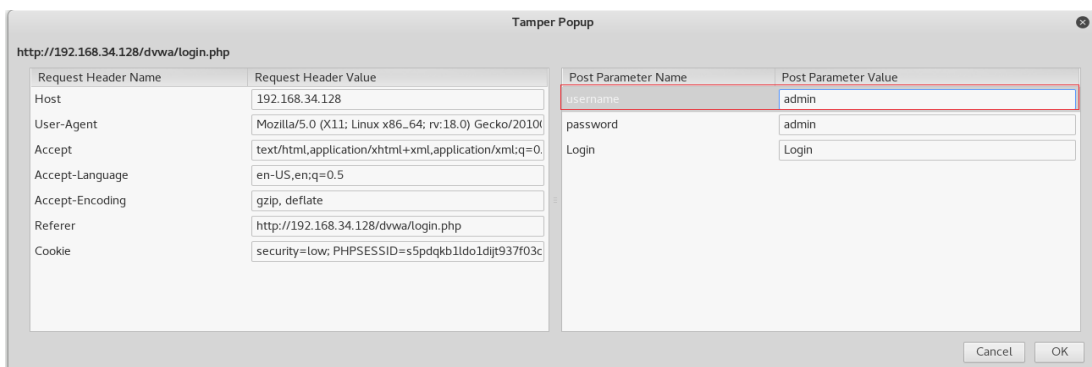 Tamper Popup
http://192.168.34.128/dvwa/login.php
Request Header Name Request Header Value
Host 192.168.34.128
User-Agent Mozilla/5.0 (X11; Linux x86_64; rv:18.0) Gecko/2010
Accept text/html,application/xhtml+xml,application/xml;q=0.
Accept-Language en-US,en;q=0.5
Accept-Encoding gzip, deflate
Referer http://192.168.34.128/dvwa/login.php
Cookie security=low; PHPSESSID=s5pdqkb1ldo1dijt937f03c
Post Parameter Name Post Parameter Value
username admin
password admin
Login Login
Cancel OK